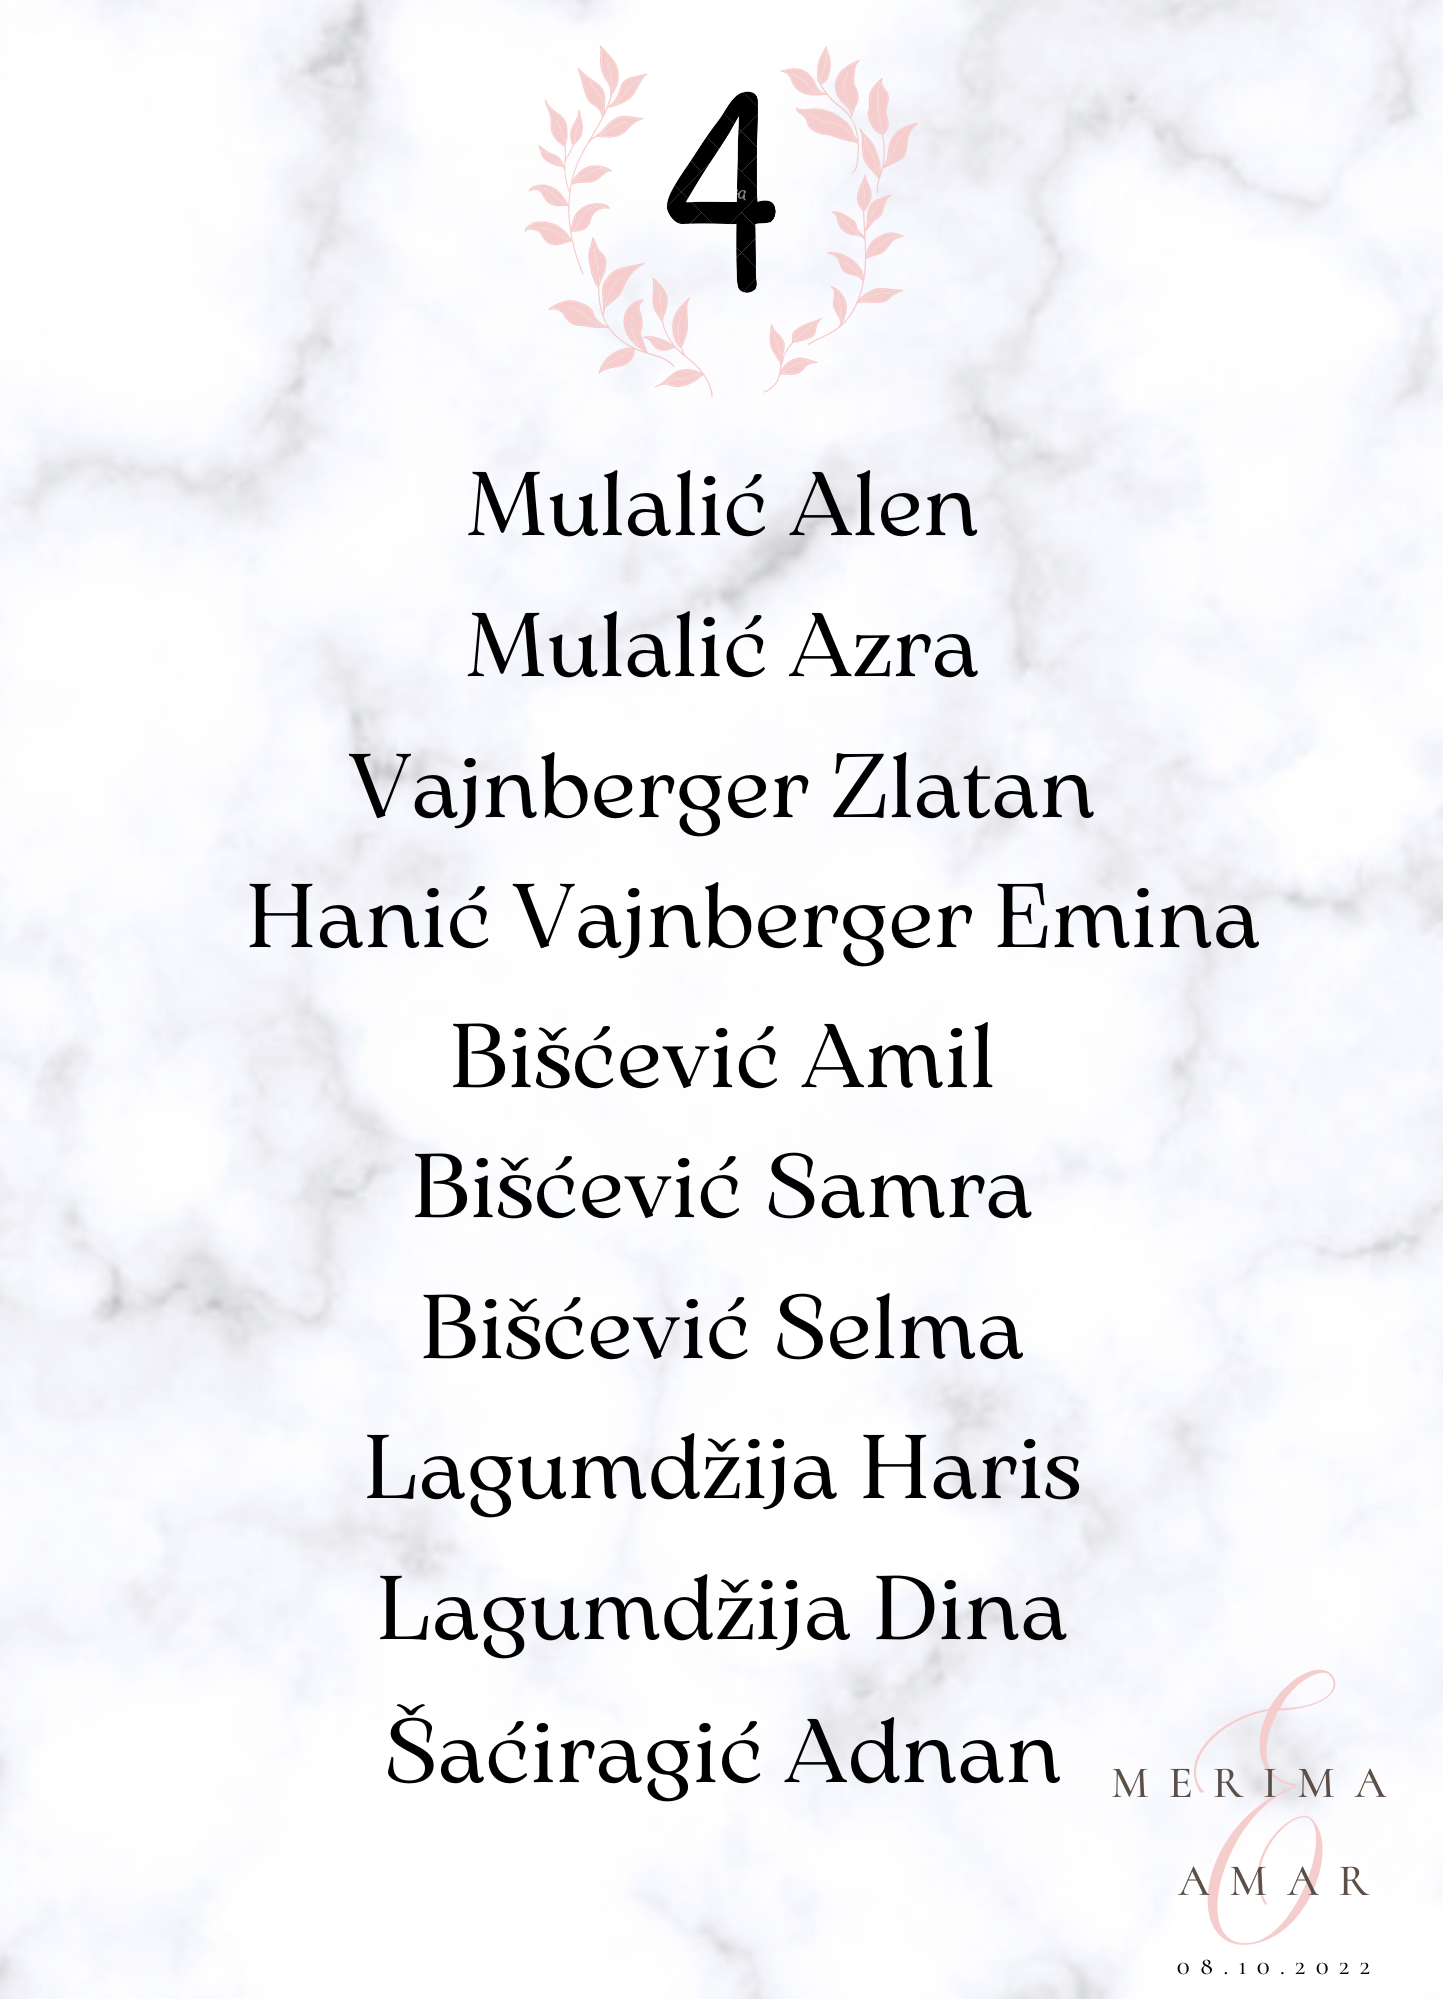 4
Mulalić Alen
Mulalić Azra
Vajnberger Zlatan
Hanić Vajnberger Emina
Bišćević Amil
Bišćević Samra
Bišćević Selma
Lagumdžija Haris
Lagumdžija Dina
Šaćiragić Adnan
MERIMA
&
AMAR
08.10.2022